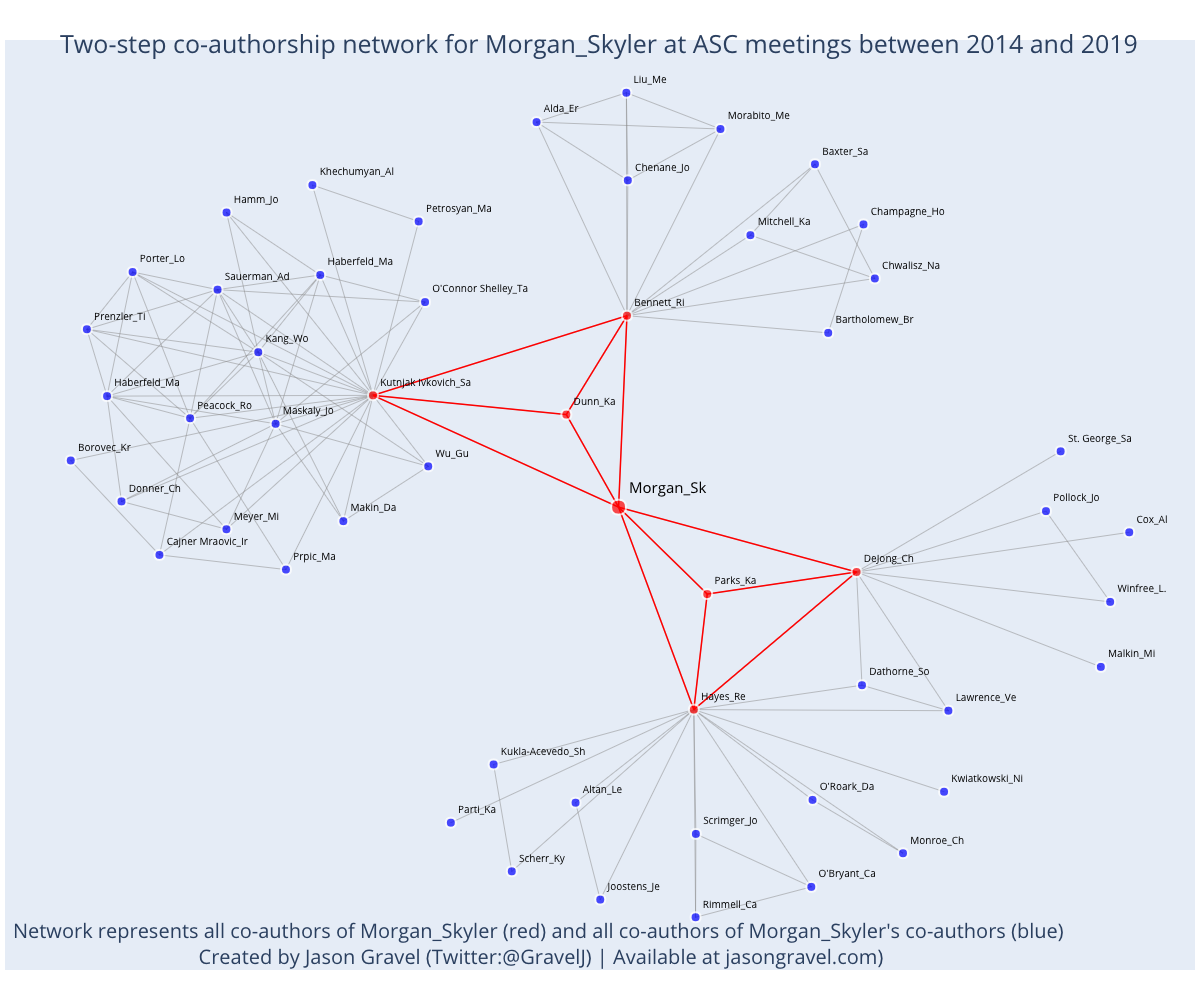 Two-step co-authorship network for Morgan_Skyler at ASC meetings between 2014 and 2019
Liu_Me
Alda_Er
Morabito_Me
Baxter_Sa
Chenane_Jo
Khechumyan_Al
Hamm_Jo
Petrosyan_Ma
Champagne_Ho
Mitchell_Ka
Porter_Lo
Haberfeld_Ma
Chwalisz_Na
Sauerman_Ad
O'Connor Shelley_Ta
Bennett_Ri
Prenzler_Ti
Bartholomew_Br
Kang_Wo
Haberfeld_Ma
Kutnjak Ivkovich_Sa
Dunn_Ka
Peacock_Ro
Maskaly_Jo
St. George_Sa
Borovec_Kr
Wu_Gu
Donner_Ch
Morgan_Sk
Pollock_Jo
Makin_Da
Meyer_Mi
Cox_Al
Cajner Mraovic_Ir
Prpic_Ma
DeJong_Ch
Parks_Ka
Winfree_L.
Malkin_Mi
Dathorne_So
Hayes_Re
Lawrence_Ve
Kukla-Acevedo_Sh
Kwiatkowski_Ni
Altan_Le
O'Roark_Da
Parti_Ka
Scrimger_Jo
Monroe_Ch
Scherr_Ky
O'Bryant_Ca
Joostens_Je
Rimmell_Ca
Network represents all co-authors of Morgan_Skyler (red) and all co-authors of Morgan_Skyler's co-authors (blue)
Created by Jason Gravel (Twitter:@GravelJ) | Available at jasongravel.com)